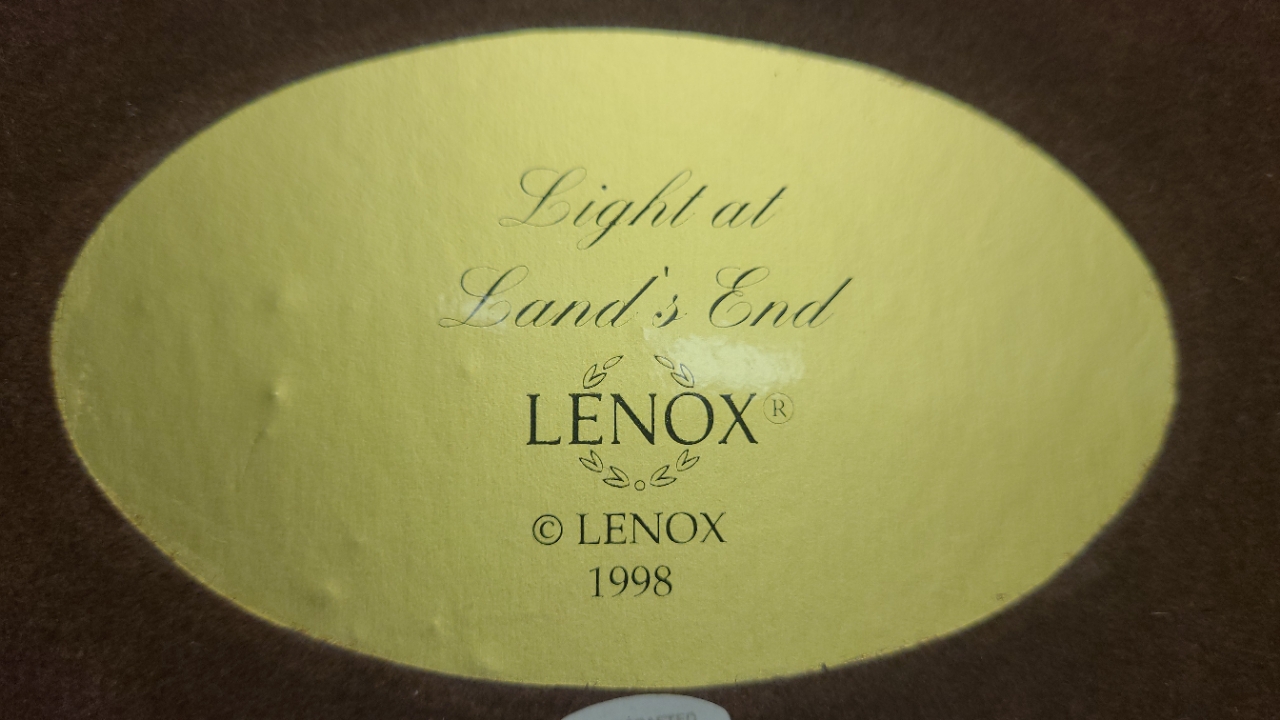 Light at
Land's End
LENOX®
© LENOX
1998